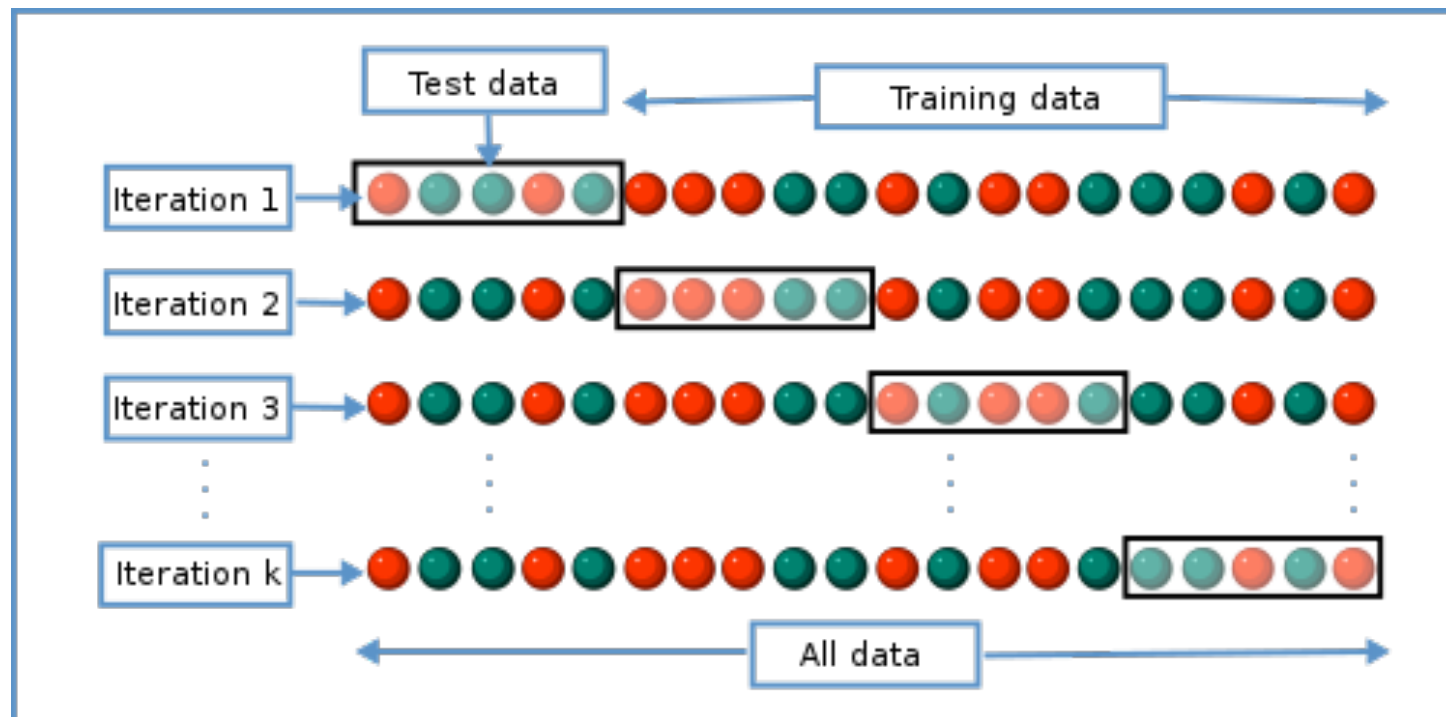 Test data
Training data
Iteration 1
Iteration 2
Iteration 3
Iteration k
All data